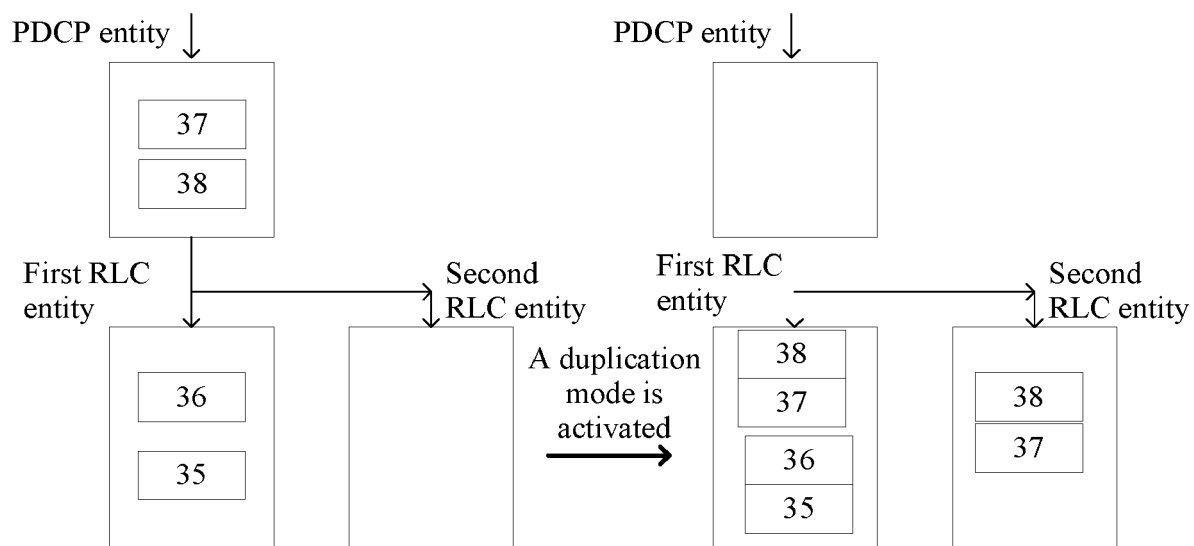 PDCP entity
37
38
First RLC
entity
Second
RLC entity
36
35
A duplication
mode is
activated
PDCP entity
First RLC
entity
Second
RLC entity
38
37
36
35
38
37